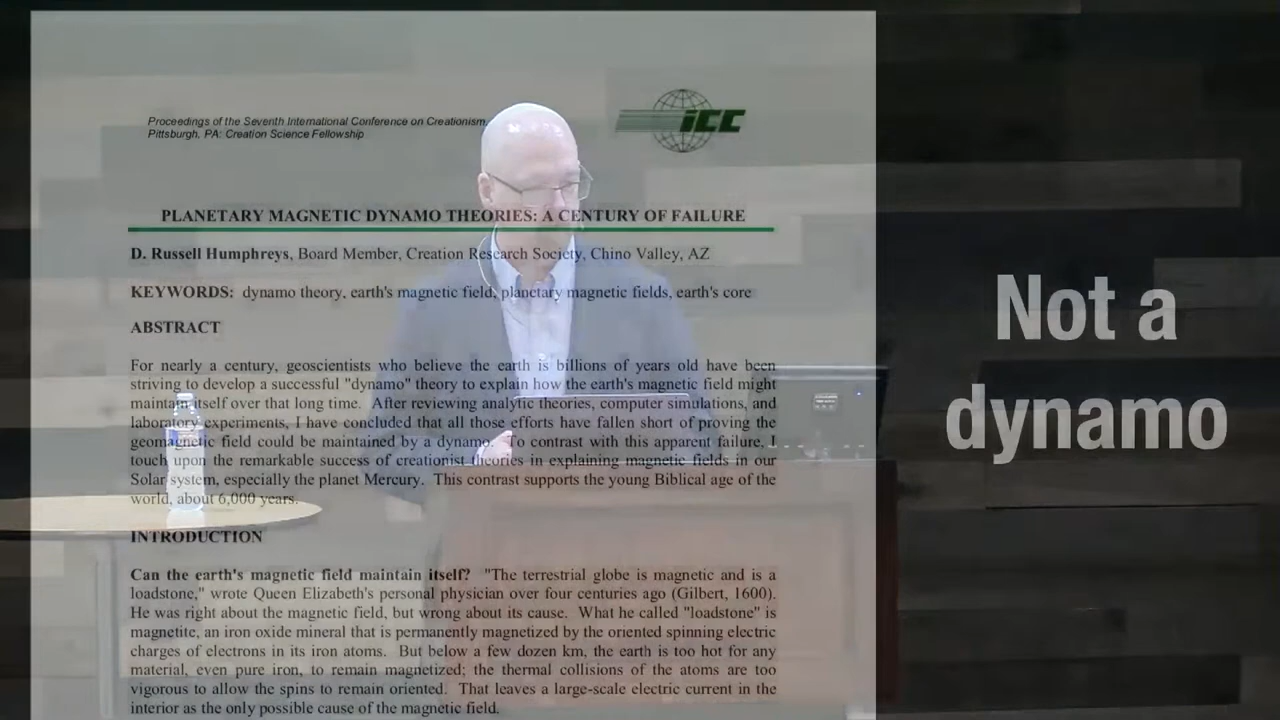 Proceedings of the Seventh International Conference on Creationism.
Pittsburgh, PA: Creation Science Fellowship
iCC
PLANETARY MAGNETIC DYNAMO THEORIES: A CENTURY OF FAILURE
D. Russell Humphreys, Board Member, Creation Research Society, Chino Valley, AZ
KEYWORDS: dynamo theory, earth's magnetic field, planetary magnetic fields, earth's core
ABSTRACT
For nearly a century, geoscientists who believe the earth is billions of years old have been
striving to develop a successful "dynamo" theory to explain how the earth's magnetic field might
maintain itself over that long time. After reviewing analytic theories, computer simulations, and
laboratory experiments, I have concluded that all those efforts have fallen short of proving the
geomagnetic field could be maintained by a dynamo. To contrast with this apparent failure, I
touch upon the remarkable success of creationist theories in explaining magnetic fields in our
Solar system, especially the planet Mercury. This contrast supports the young Biblical age of the
world, about 6,000 years.
INTRODUCTION
Can the earth's magnetic field maintain itself? "The terrestrial globe is magnetic and is a
loadstone," wrote Queen Elizabeth's personal physician over four centuries ago (Gilbert, 1600).
He was right about the magnetic field, but wrong about its cause. What he called "loadstone" is
magnetite, an iron oxide mineral that is permanently magnetized by the oriented spinning electric
charges of electrons in its iron atoms. But below a few dozen km, the earth is too hot for any
material, even pure iron, to remain magnetized; the thermal collisions of the atoms are too
vigorous to allow the spins to remain oriented. That leaves a large-scale electric current in the
interior as the only possible cause of the magnetic field.
Not a
dynamo